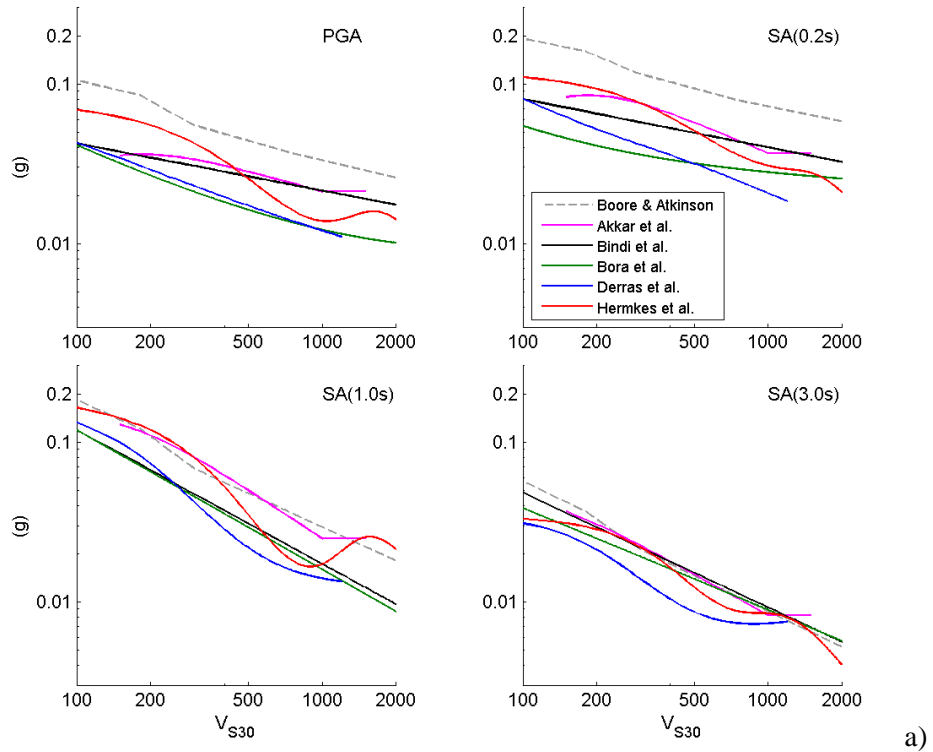 PGA
0.2
0.1
0.01
(g)
100 200 500 1000 2000
SA(0.2s)
0.2
0.1
0.01
100 200 500 1000 2000
Boore & Atkinson
Akkar et al.
Bindi et al.
Bora et al.
Derras et al.
Hermkes et al.
SA(1.0s)
0.2
0.1
0.01
(g)
100 200 500 1000 2000
VS30
SA(3.0s)
0.2
0.1
0.01
100 200 500 1000 2000
VS30
a)